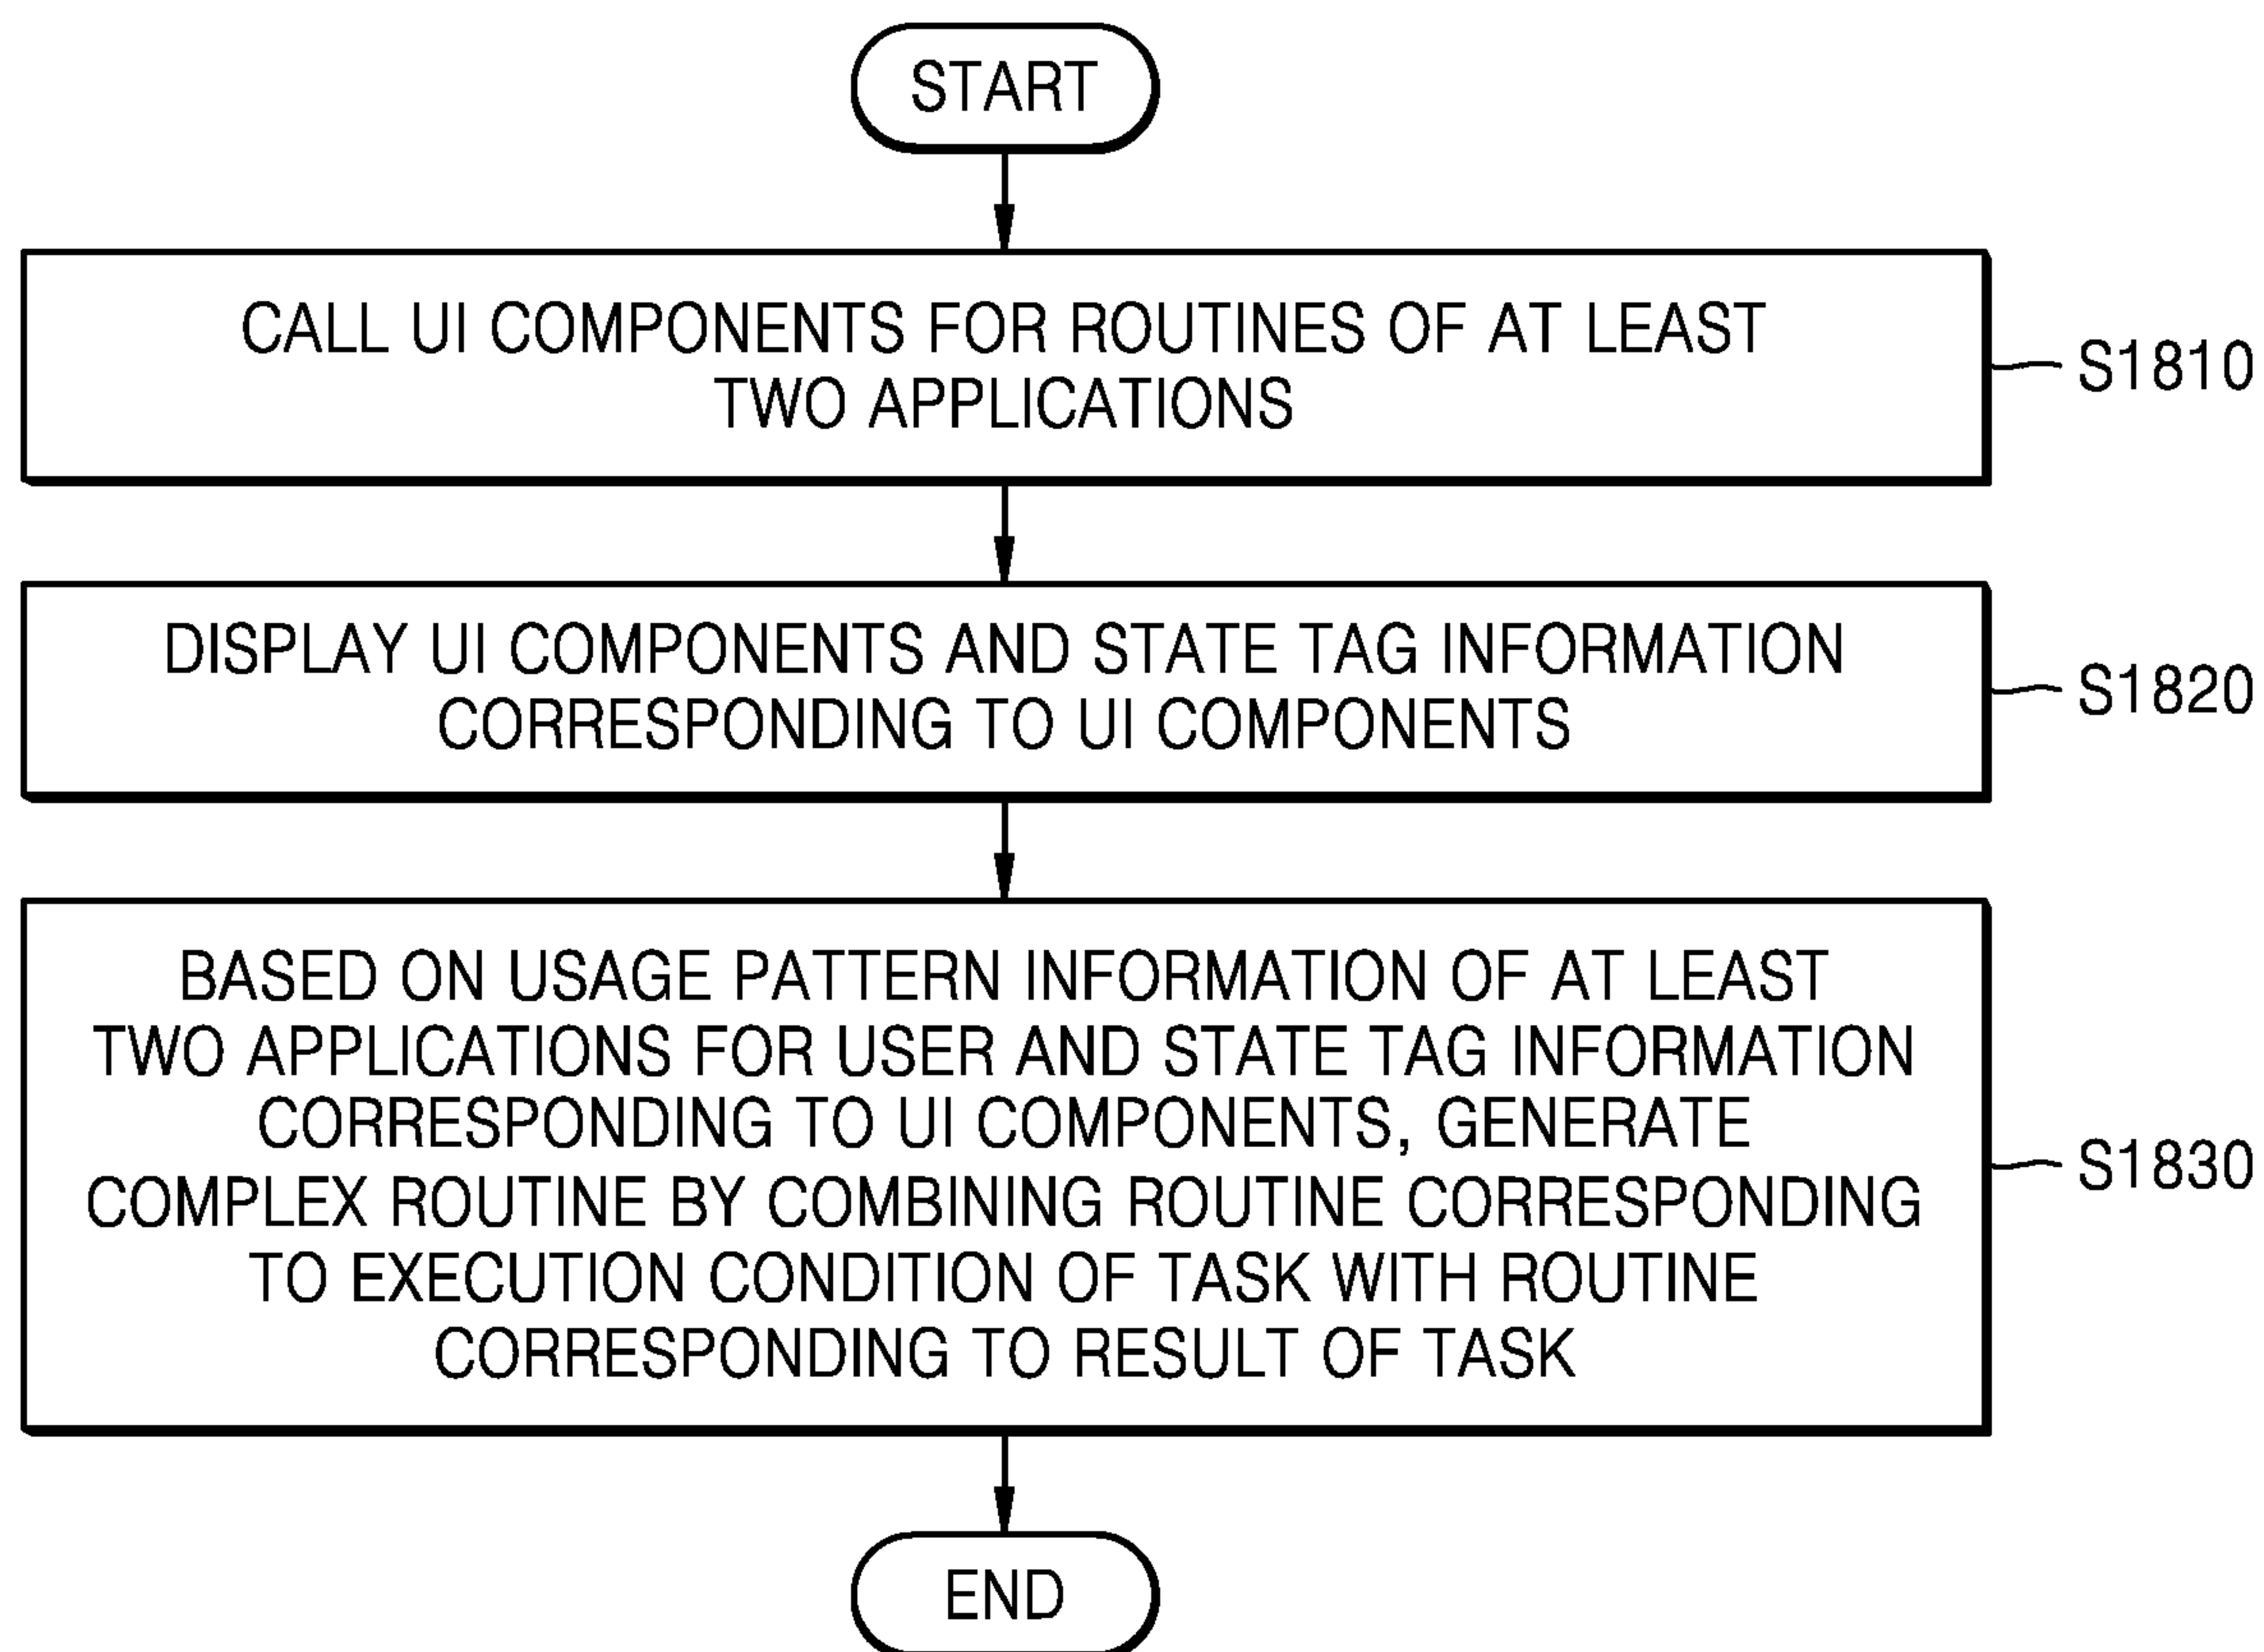 START
CALL UI COMPONENTS FOR ROUTINES OF AT LEAST
TWO APPLICATIONS
S1810
DISPLAY UI COMPONENTS AND STATE TAG INFORMATION
CORRESPONDING TO UI COMPONENTS
S1820
BASED ON USAGE PATTERN INFORMATION OF AT LEAST
TWO APPLICATIONS FOR USER AND STATE TAG INFORMATION
CORRESPONDING TO UI COMPONENTS, GENERATE
COMPLEX ROUTINE BY COMBINING ROUTINE CORRESPONDING
TO EXECUTION CONDITION OF TASK WITH ROUTINE
CORRESPONDING TO RESULT OF TASK
S1830
END